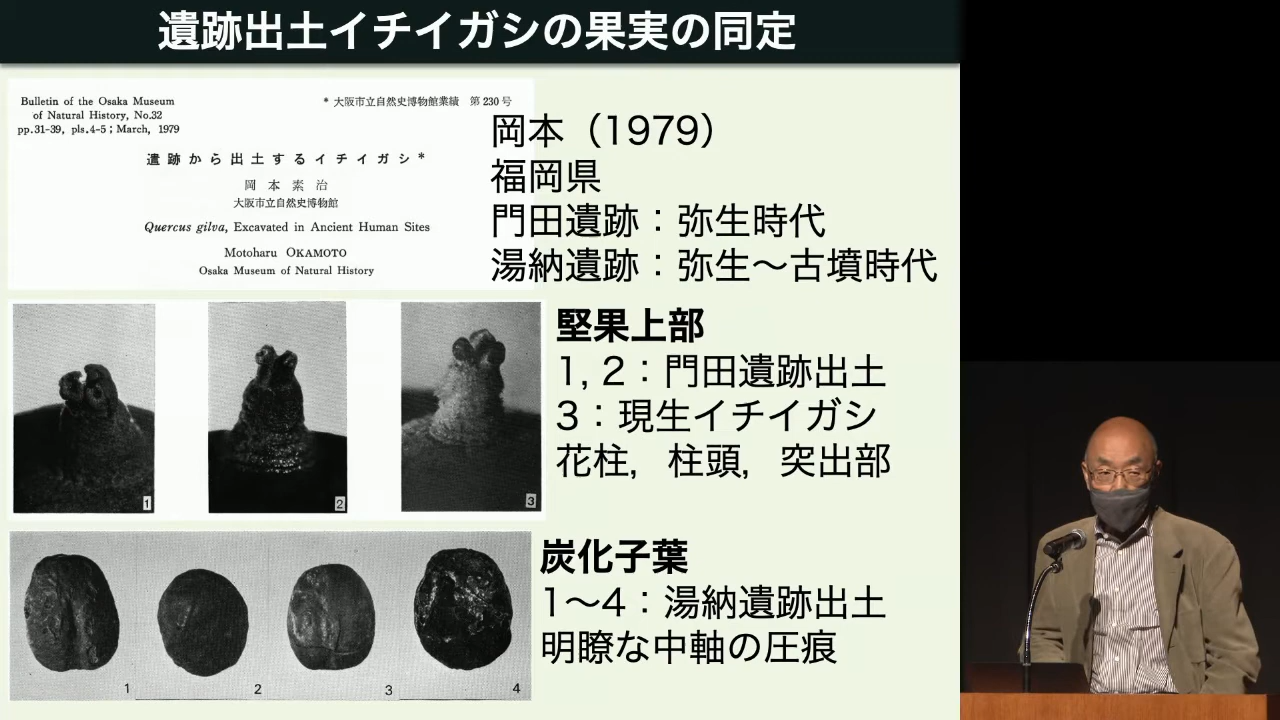 遺跡出土イチイガシの果実の同定
Bulletin of the Osaka Museum
of Natural History, No.32
pp.31-39, pls.4-5 ; March, 1979
* 大阪市立自然史博物館業績 第230号
遺跡から出土するイチイガシ*
岡本素治
大阪市立自然史博物館
Quercus gilva, Excavated in Ancient Human Sites
Motoharu OKAMOTO
Osaka Museum of Natural History
岡本（1979）
福岡県
門田遺跡：弥生時代
湯納遺跡：弥生〜古墳時代
1
2
3
堅果上部
1, 2：門田遺跡出土
3：現生イチイガシ
花柱，柱頭，突出部
1
2
3
4
炭化子葉
1〜4：湯納遺跡出土
明瞭な中軸の圧痕